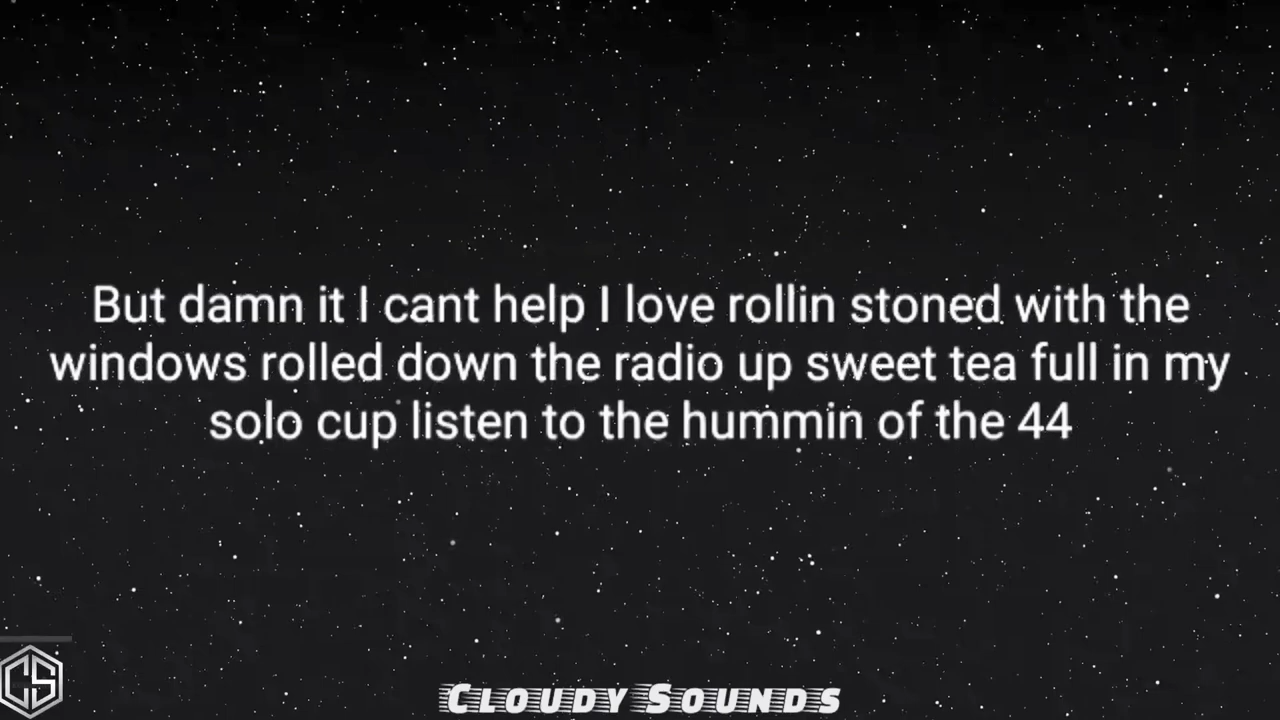 But damn it I cant help I love rollin stoned with the
windows rolled down the radio up sweet tea full in my
solo cup listen to the hummin of the 44
CS
CLOUDY SOUNDS